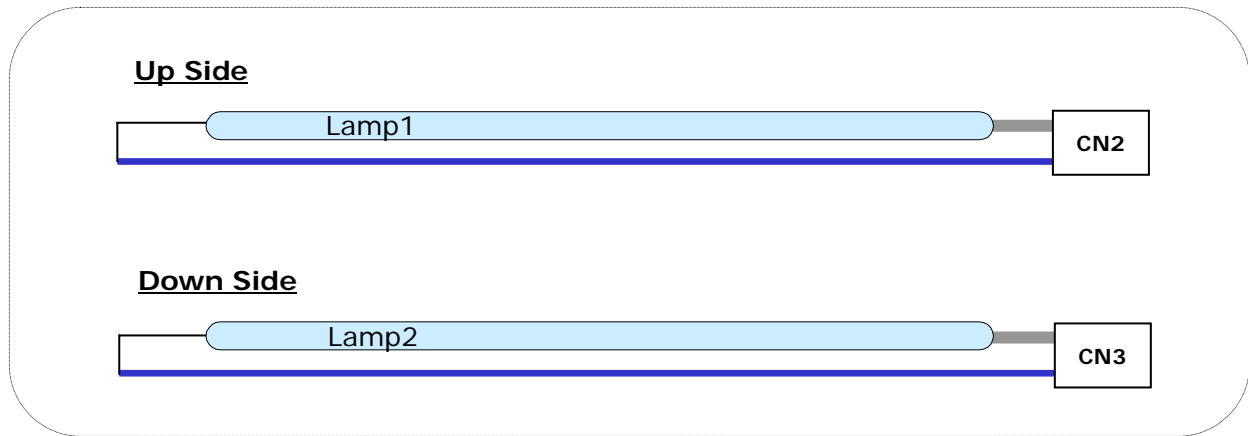 Up Side
Lamp1
CN2
Down Side
Lamp2
CN3